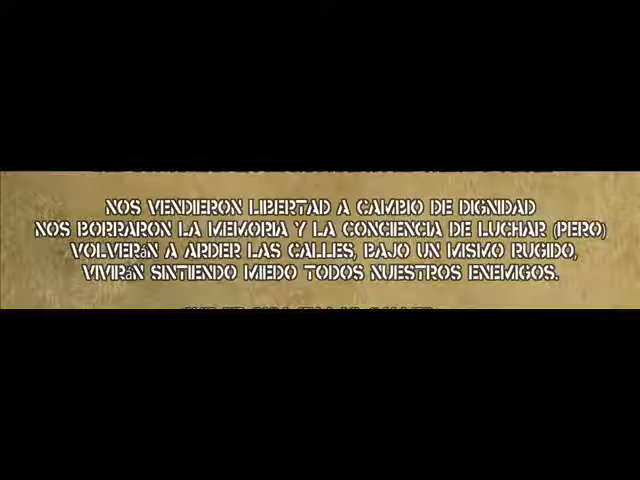 NOS VENDIERON LIBERTAD A CAMBIO DE DIGNIDAD
NOS BORRARON LA MEMORIA Y LA CONCIENCIA DE LUCHAR (PERO)
VOLVERáN A ARDER LAS CALLES, BAJO UN MISMO RUGIDO,
VIVIRáN SINTIENDO MIEDO TODOS NUESTROS ENEMIGOS.